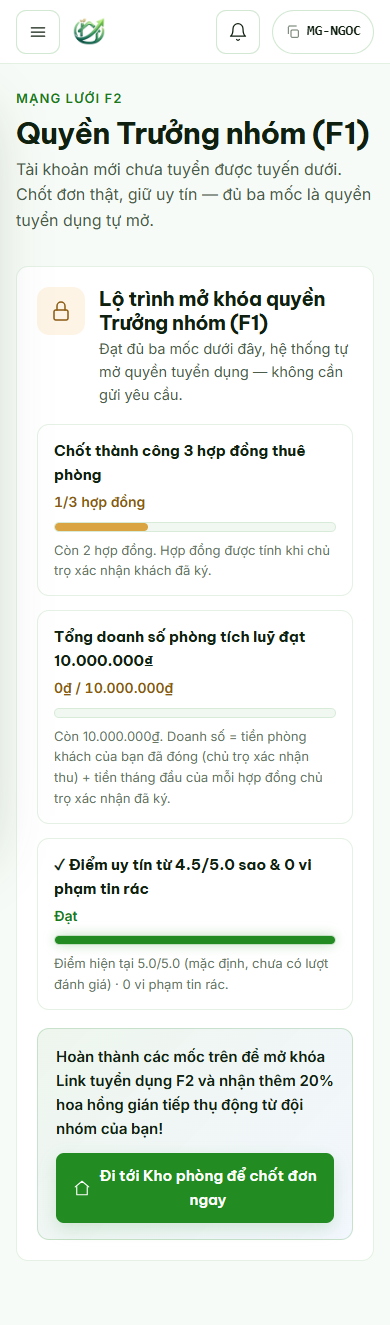 MG-NGOC
MẠNG LƯỚI F2
Quyền Trưởng nhóm (F1)
Tài khoản mới chưa tuyển được tuyến dưới.
Chốt đơn thật, giữ uy tín — đủ ba mốc là quyền
tuyển dụng tự mở.
Lộ trình mở khóa quyền
Trưởng nhóm (F1)
Đạt đủ ba mốc dưới đây, hệ thống tự
mở quyền tuyển dụng — không cần
gửi yêu cầu.
Chốt thành công 3 hợp đồng thuê
phòng
1/3 hợp đồng
Còn 2 hợp đồng. Hợp đồng được tính khi chủ
trọ xác nhận khách đã ký.
Tổng doanh số phòng tích luỹ đạt
10.000.000₫
0₫ / 10.000.000₫
Còn 10.000.000₫. Doanh số = tiền phòng
khách của bạn đã đóng (chủ trọ xác nhận
thu) + tiền tháng đầu của mỗi hợp đồng chủ
trọ xác nhận đã ký.
✓ Điểm uy tín từ 4.5/5.0 sao & 0 vi
phạm tin rác
Đạt
Điểm hiện tại 5.0/5.0 (mặc định, chưa có lượt
đánh giá) · 0 vi phạm tin rác.
Hoàn thành các mốc trên để mở khóa
Link tuyển dụng F2 và nhận thêm 20%
hoa hồng gián tiếp thụ động từ đội
nhóm của bạn!
Đi tới Kho phòng để chốt đơn
ngay